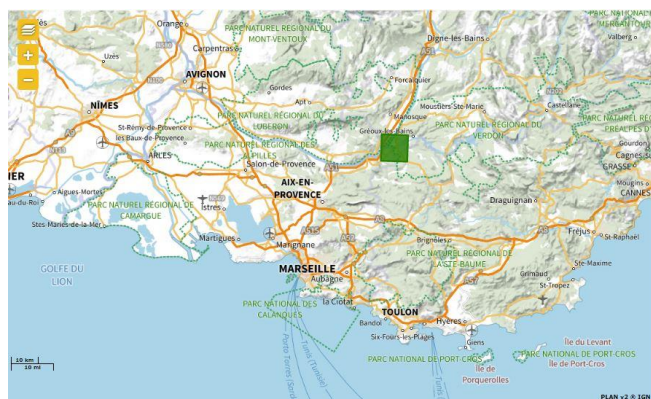 PARC NATUREL RÉGIONAL DU
MONT-VENTOUX
Orange
Carpentras
Uzès
AVIGNON
NÎMES
Gordes
Apt
Forcalquier
Digne-les-Bains
Valberg
Manosque
Moustiers-Ste-Marie
Castellane
Gréoux-les-Bains
St-Rémy-de-Provence
les Baux-de-Provence
ARLES
PARC NATUREL RÉGIONAL DU
LUBERON
PARC NATUREL RÉGIONAL DES
ALPILLES
Salon-de-Provence
PARC NATUREL RÉGIONAL DU
VERDON
Gourdon
Cagnes-s
GRASSE
Mougins
CANNES
AIX-EN-
PROVENCE
Draguignan
Aigues-Mortes
Stes-Maries-de-la-Mer
PARC NATUREL RÉGIONAL DE
CAMARGUE
Istres
Martigues
Marignane
Brignoles
Fréjus
St-Raphaël
PARC NATUREL RÉGIONAL DE
LA STE-BAUME
MARSEILLE
Aubagne
la Ciotat
PARC NATIONAL DES
CALANQUES
GOLFE DU
LION
TOULON
Bandol
Six-Fours-les-Plages
Hyères
Giens
Grimaud
Ste-Maxime
St-Tropez
PARC NATIONAL DE PORT-CROS
Île du Levant
PARC NATIONAL DE PORT-CROS
Île de Port-Cros
Île de
Porquerolles
10 km
10 mi
PLAN v2 © IGN